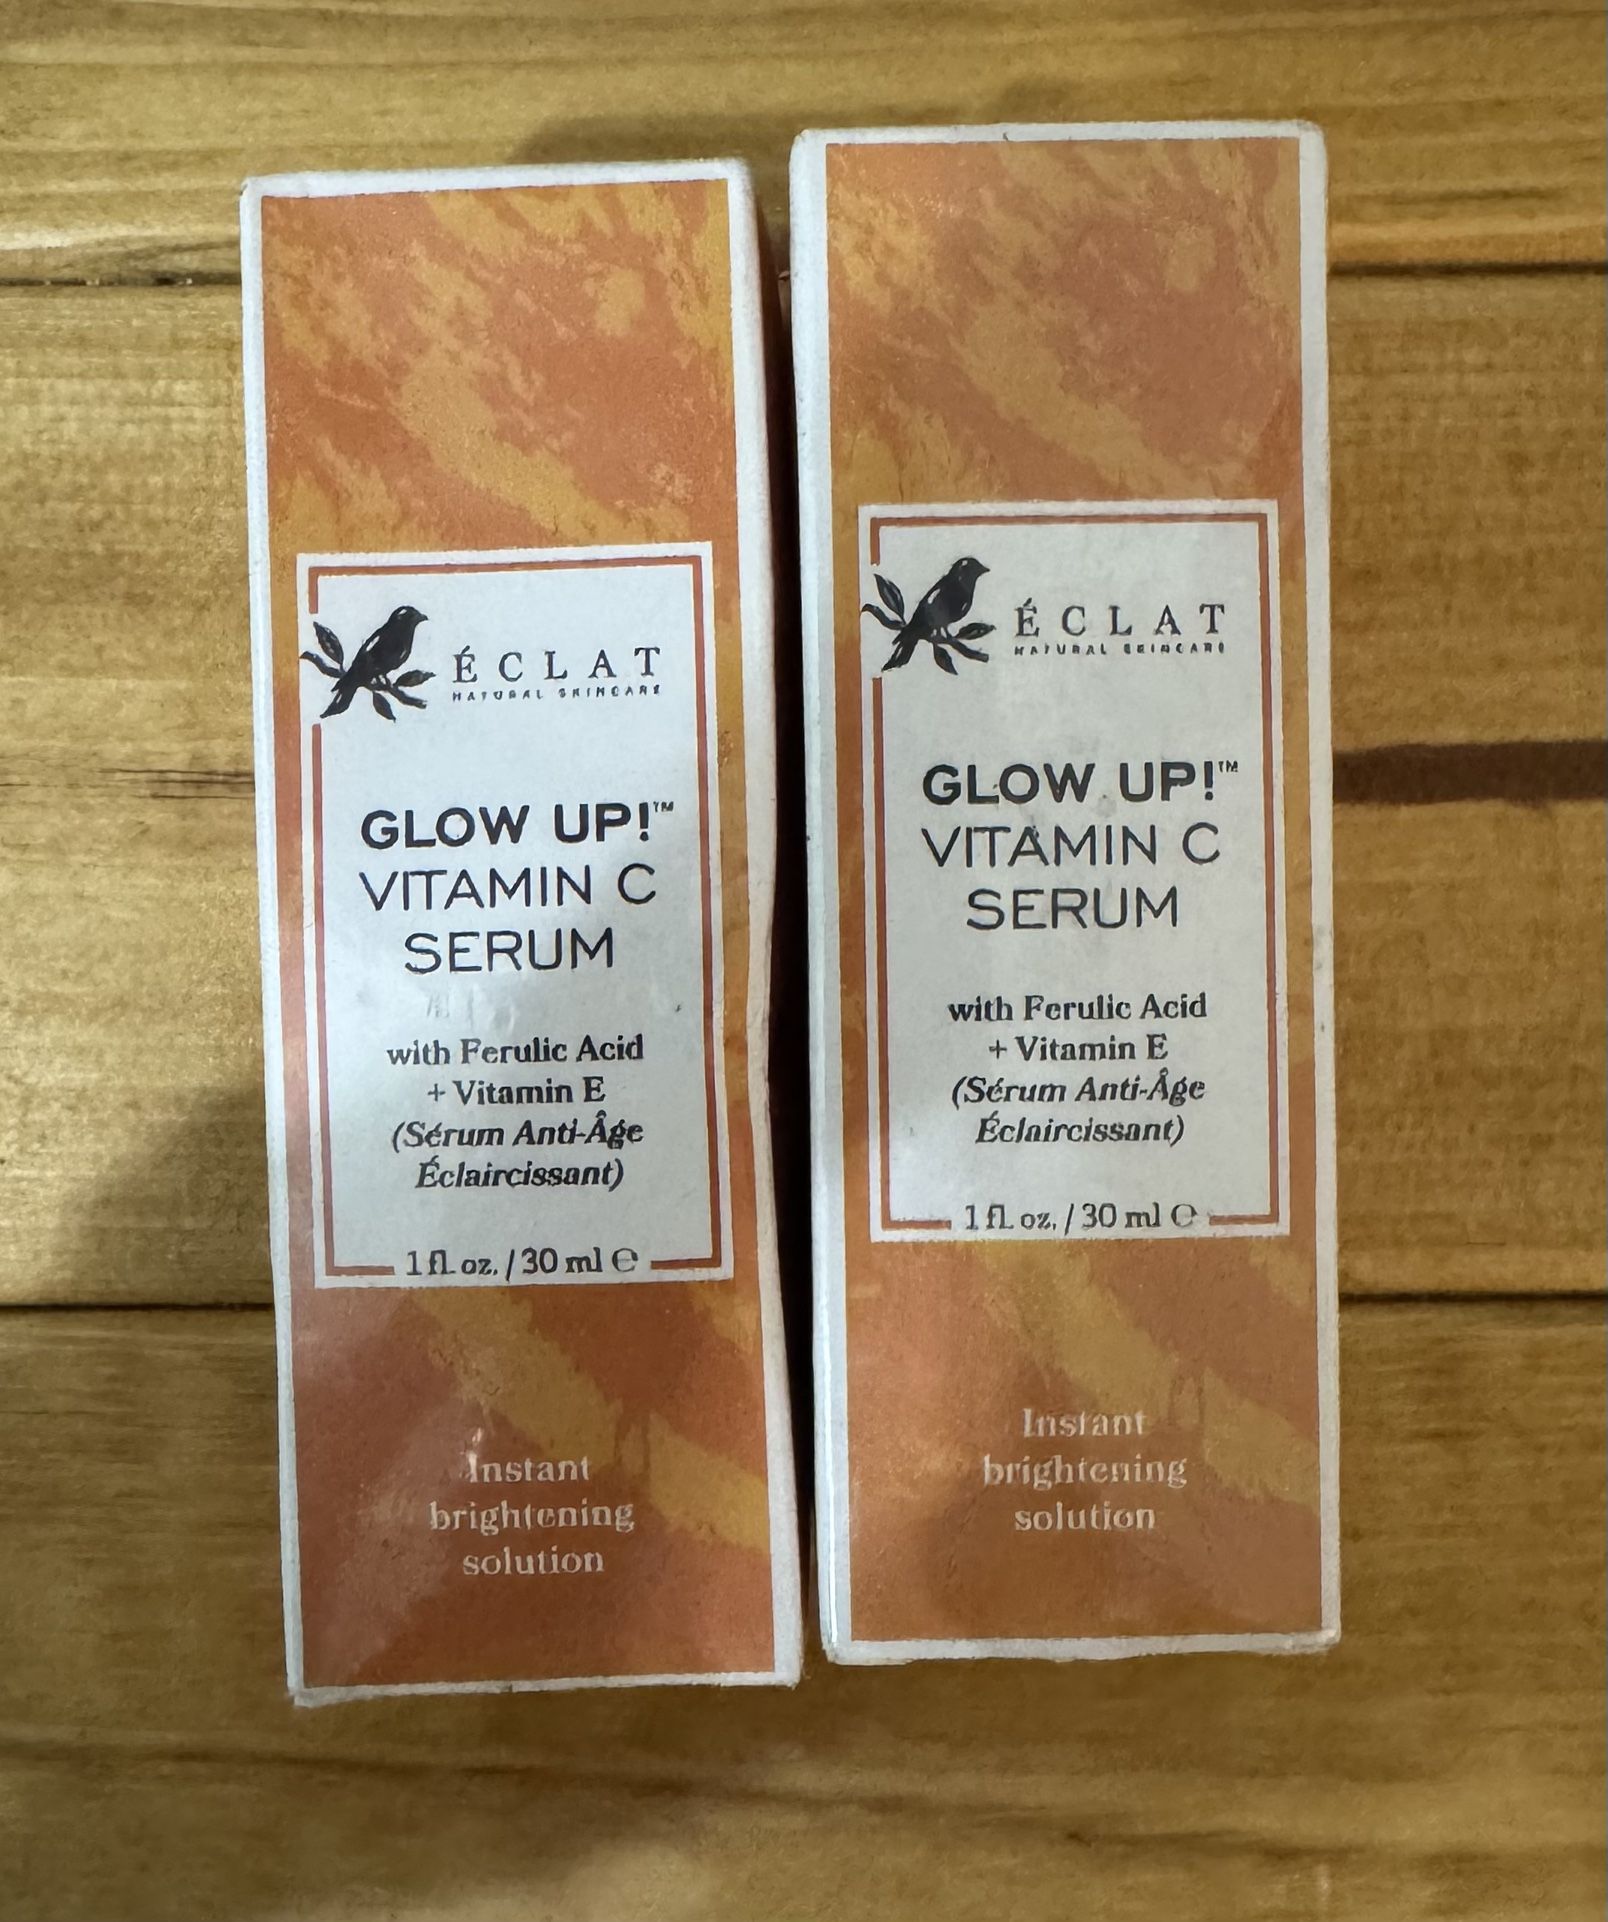 ÉCLAT
NATURAL SKINCARE
GLOW UP!™
VITAMIN C
SERUM
with Ferulic Acid
+ Vitamin E
(Sérum Anti-Âge
Éclaircissant)
1 fl. oz. / 30 ml ℮
Instant
brightening
solution
ÉCLAT
NATURAL SKINCARE
GLOW UP!™
VITAMIN C
SERUM
with Ferulic Acid
+ Vitamin E
(Sérum Anti-Âge
Éclaircissant)
1 fl. oz. / 30 ml ℮
Instant
brightening
solution